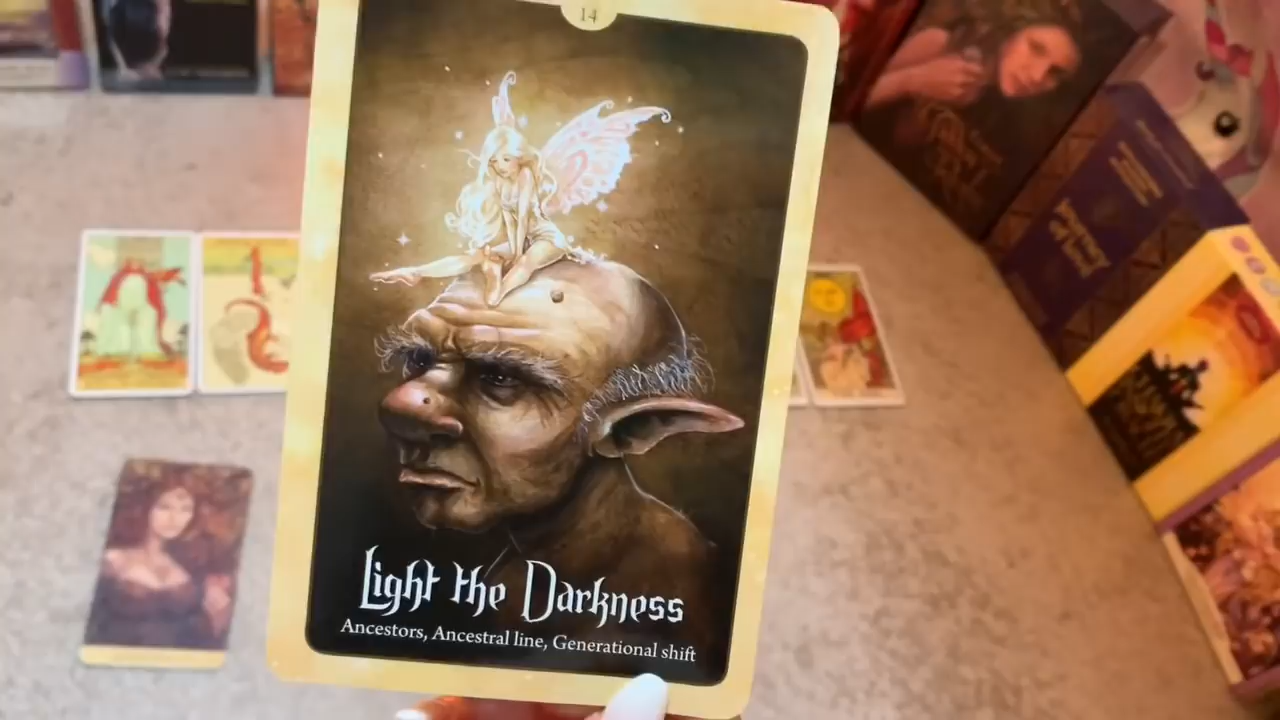 14
Light the Darkness
Ancestors, Ancestral line, Generational shift